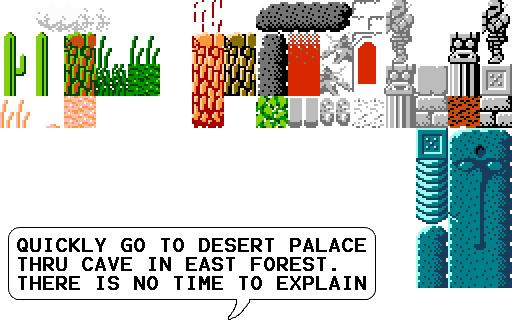 QUICKLY GO TO DESERT PALACE
THRU CAVE IN EAST FOREST.
THERE IS NO TIME TO EXPLAIN